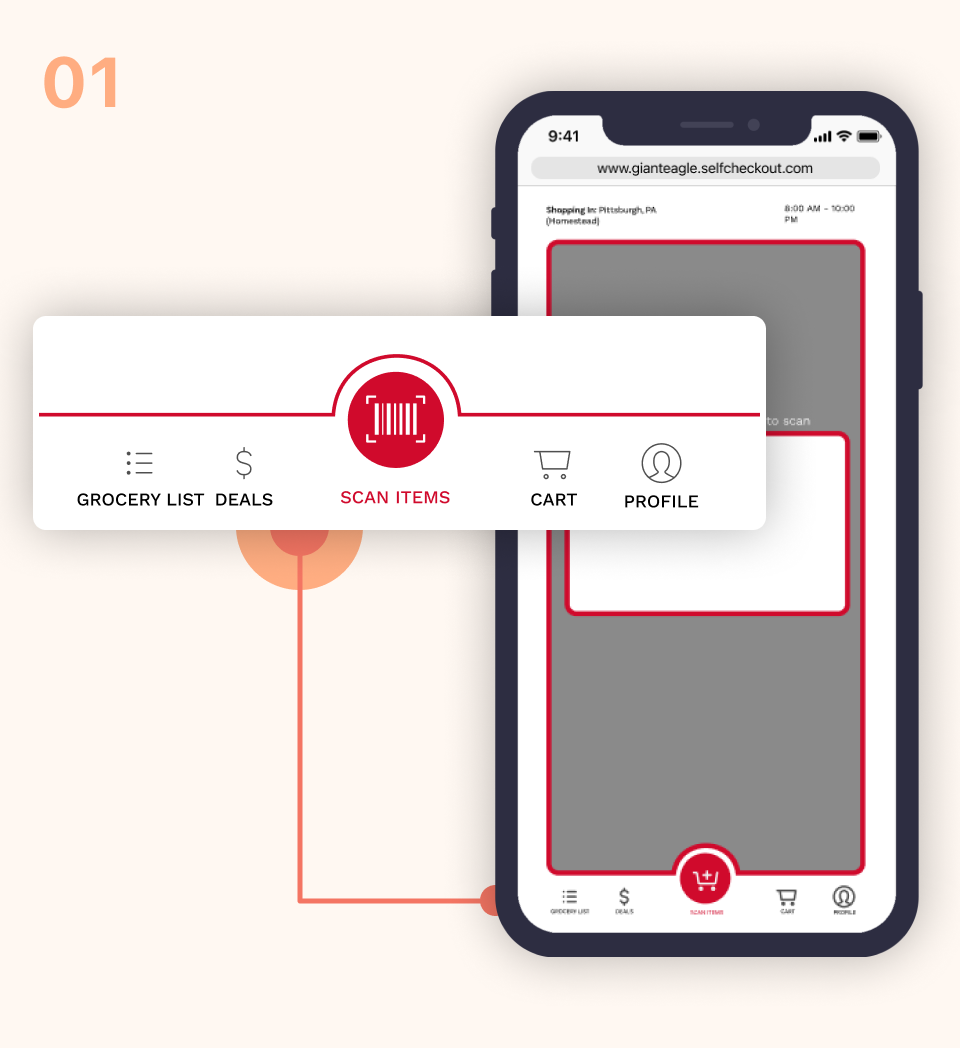 01
9:41
www.gianteagle.selfcheckout.com
Shopping In: Pittsburgh, PA
(Homestead)
8:00 AM – 10:00
PM
to scan
GROCERY LIST DEALS SCAN ITEMS CART PROFILE
GROCERY LIST DEALS SCAN ITEMS CART PROFILE